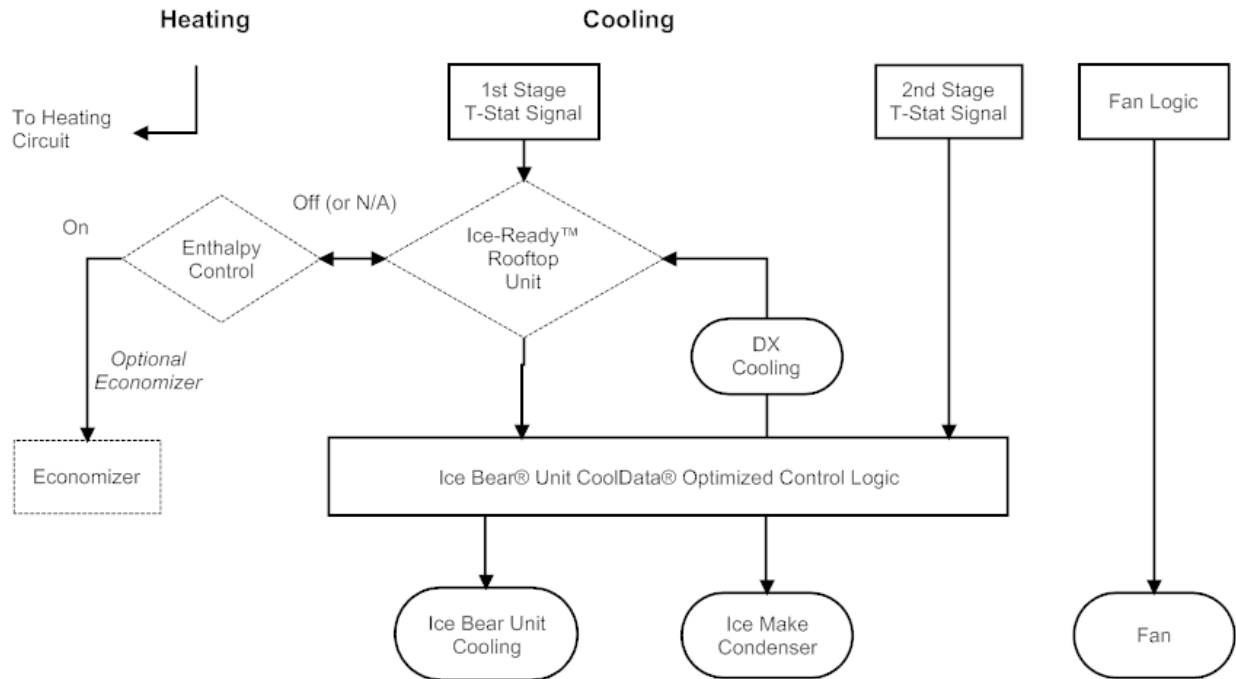 Heating
Cooling
1st Stage
T-Stat Signal
2nd Stage
T-Stat Signal
Fan Logic
To Heating
Circuit
Off (or N/A)
On
Enthalpy
Control
Ice-Ready™
Rooftop
Unit
DX
Cooling
Optional
Economizer
Economizer
Ice Bear® Unit CoolData® Optimized Control Logic
Ice Bear Unit
Cooling
Ice Make
Condenser
Fan